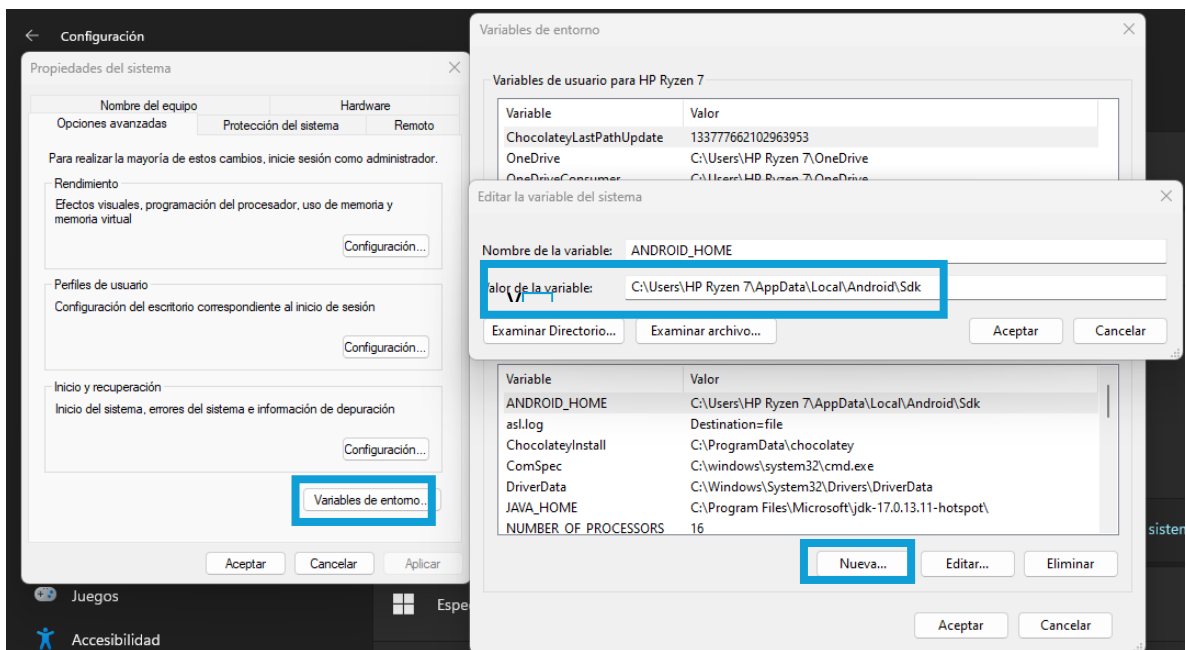 Configuración
Propiedades del sistema
Nombre del equipo
Hardware
Opciones avanzadas
Protección del sistema
Remoto
Para realizar la mayoría de estos cambios, inicie sesión como administrador.
Rendimiento
Efectos visuales, programación del procesador, uso de memoria y
memoria virtual
Configuración...
Perfiles de usuario
Configuración del escritorio correspondiente al inicio de sesión
Configuración...
Inicio y recuperación
Inicio del sistema, errores del sistema e información de depuración
Configuración...
Variables de entorno...
Aceptar
Cancelar
Aplicar
Juegos
Accesibilidad
Variables de entorno
Variables de usuario para HP Ryzen 7
Variable Valor
ChocolateyLastPathUpdate 133777662102963953
OneDrive C:\Users\HP Ryzen 7\OneDrive
OneDriveConsumer C:\Users\HP Ryzen 7\OneDrive
Editar la variable del sistema
Nombre de la variable: ANDROID_HOME
alor de la variable: C:\Users\HP Ryzen 7\AppData\Local\Android\Sdk
Examinar Directorio...
Examinar archivo...
Aceptar
Cancelar
Variable Valor
ANDROID_HOME C:\Users\HP Ryzen 7\AppData\Local\Android\Sdk
asl.log Destination=file
ChocolateyInstall C:\ProgramData\chocolatey
ComSpec C:\windows\system32\cmd.exe
DriverData C:\Windows\System32\Drivers\DriverData
JAVA_HOME C:\Program Files\Microsoft\jdk-17.0.13.11-hotspot\
NUMBER_OF_PROCESSORS 16
Nueva...
Editar...
Eliminar
Aceptar
Cancelar